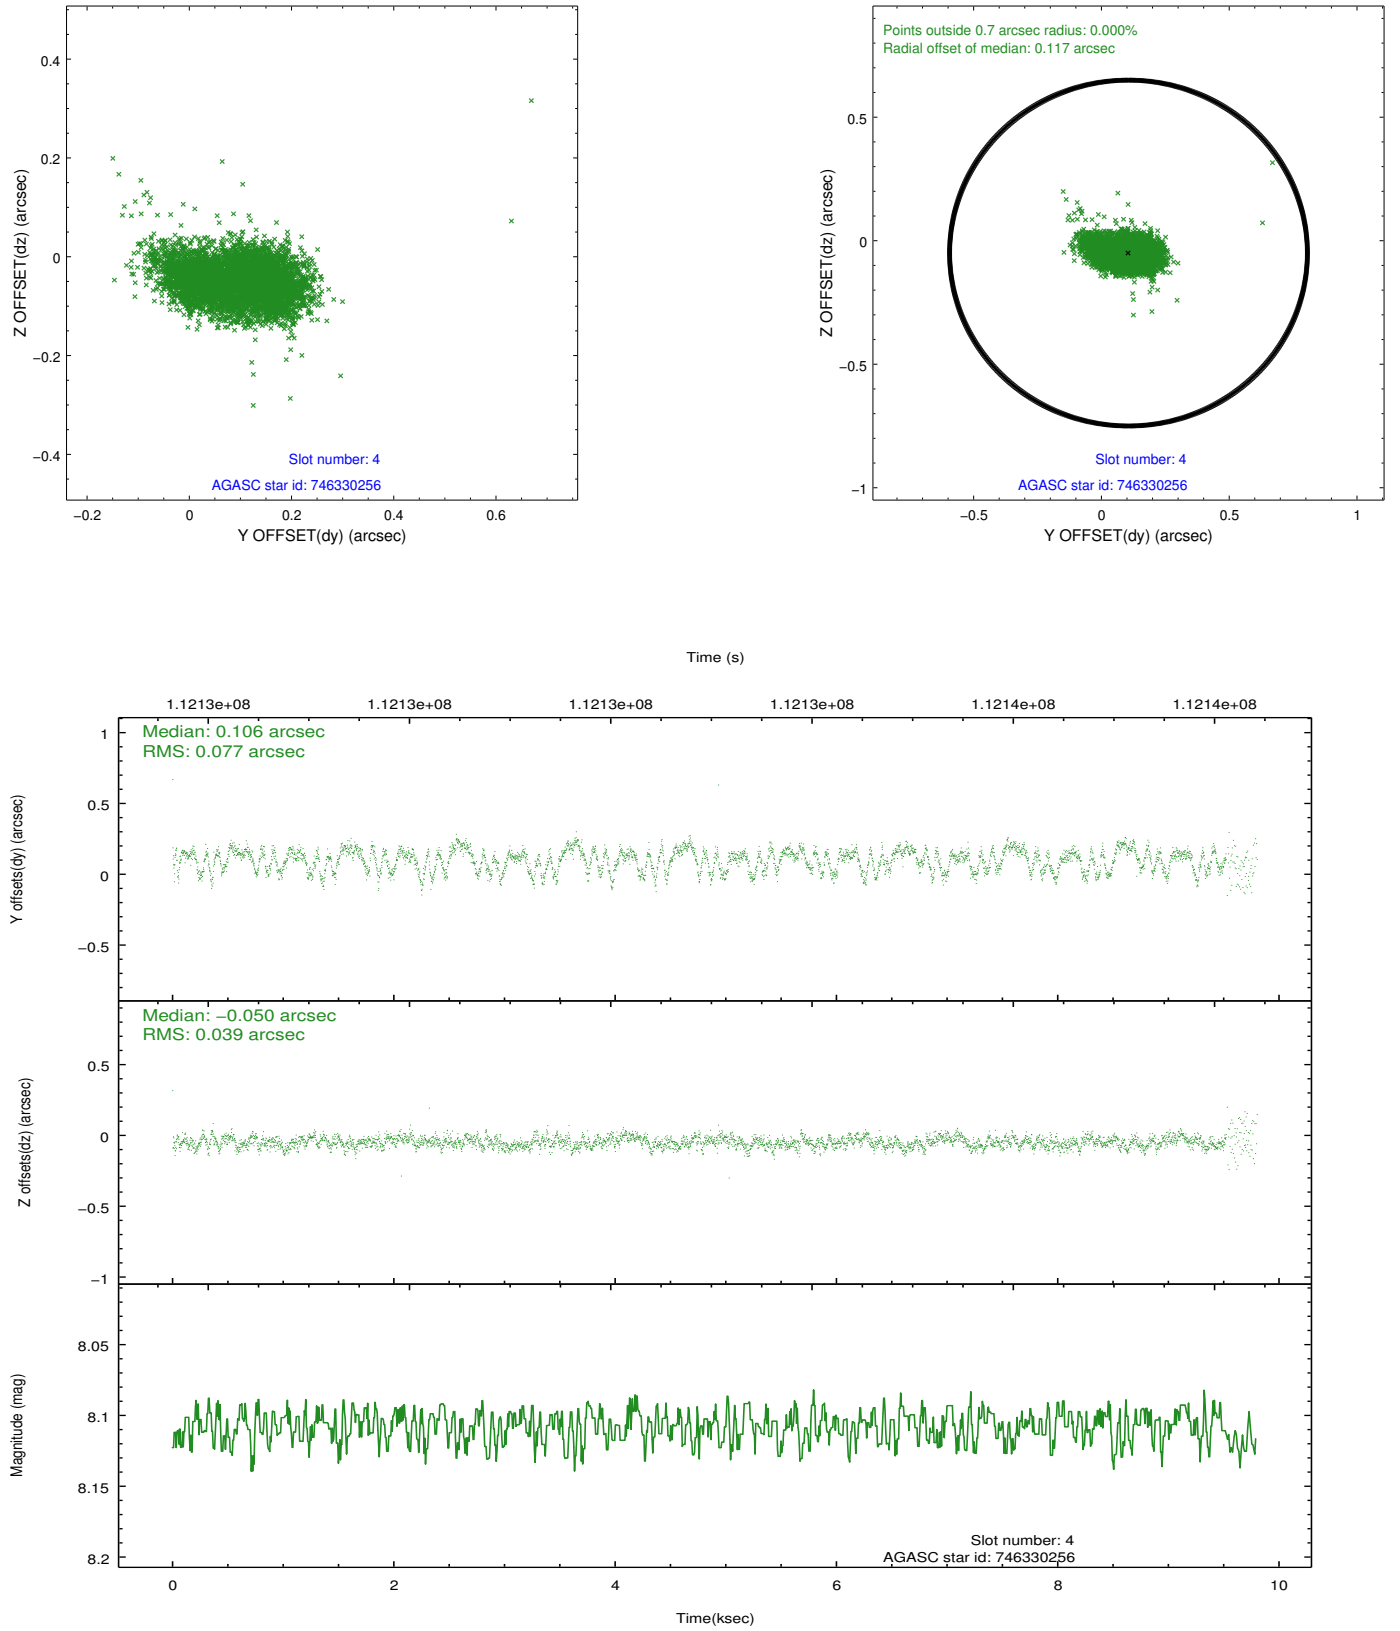 0.4
0.2
0
−0.2
−0.4
Z OFFSET(dz) (arcsec)
Slot number: 4
AGASC star id: 746330256
−0.2 0 0.2 0.4 0.6
Y OFFSET(dy) (arcsec)
Points outside 0.7 arcsec radius: 0.000%
Radial offset of median: 0.117 arcsec
0.5
0
−0.5
−1
Z OFFSET(dz) (arcsec)
Slot number: 4
AGASC star id: 746330256
−0.5 0 0.5 1
Y OFFSET(dy) (arcsec)
Time (s)
1.1213e+08 1.1213e+08 1.1213e+08 1.1213e+08 1.1214e+08 1.1214e+08
Median: 0.106 arcsec
RMS: 0.077 arcsec
1
0.5
0
−0.5
Y offsets(dy) (arcsec)
Median: −0.050 arcsec
RMS: 0.039 arcsec
0.5
0
−0.5
−1
Z offsets(dz) (arcsec)
8.05
8.1
8.15
8.2
Magnitude (mag)
Slot number: 4
AGASC star id: 746330256
0 2 4 6 8 10
Time(ksec)